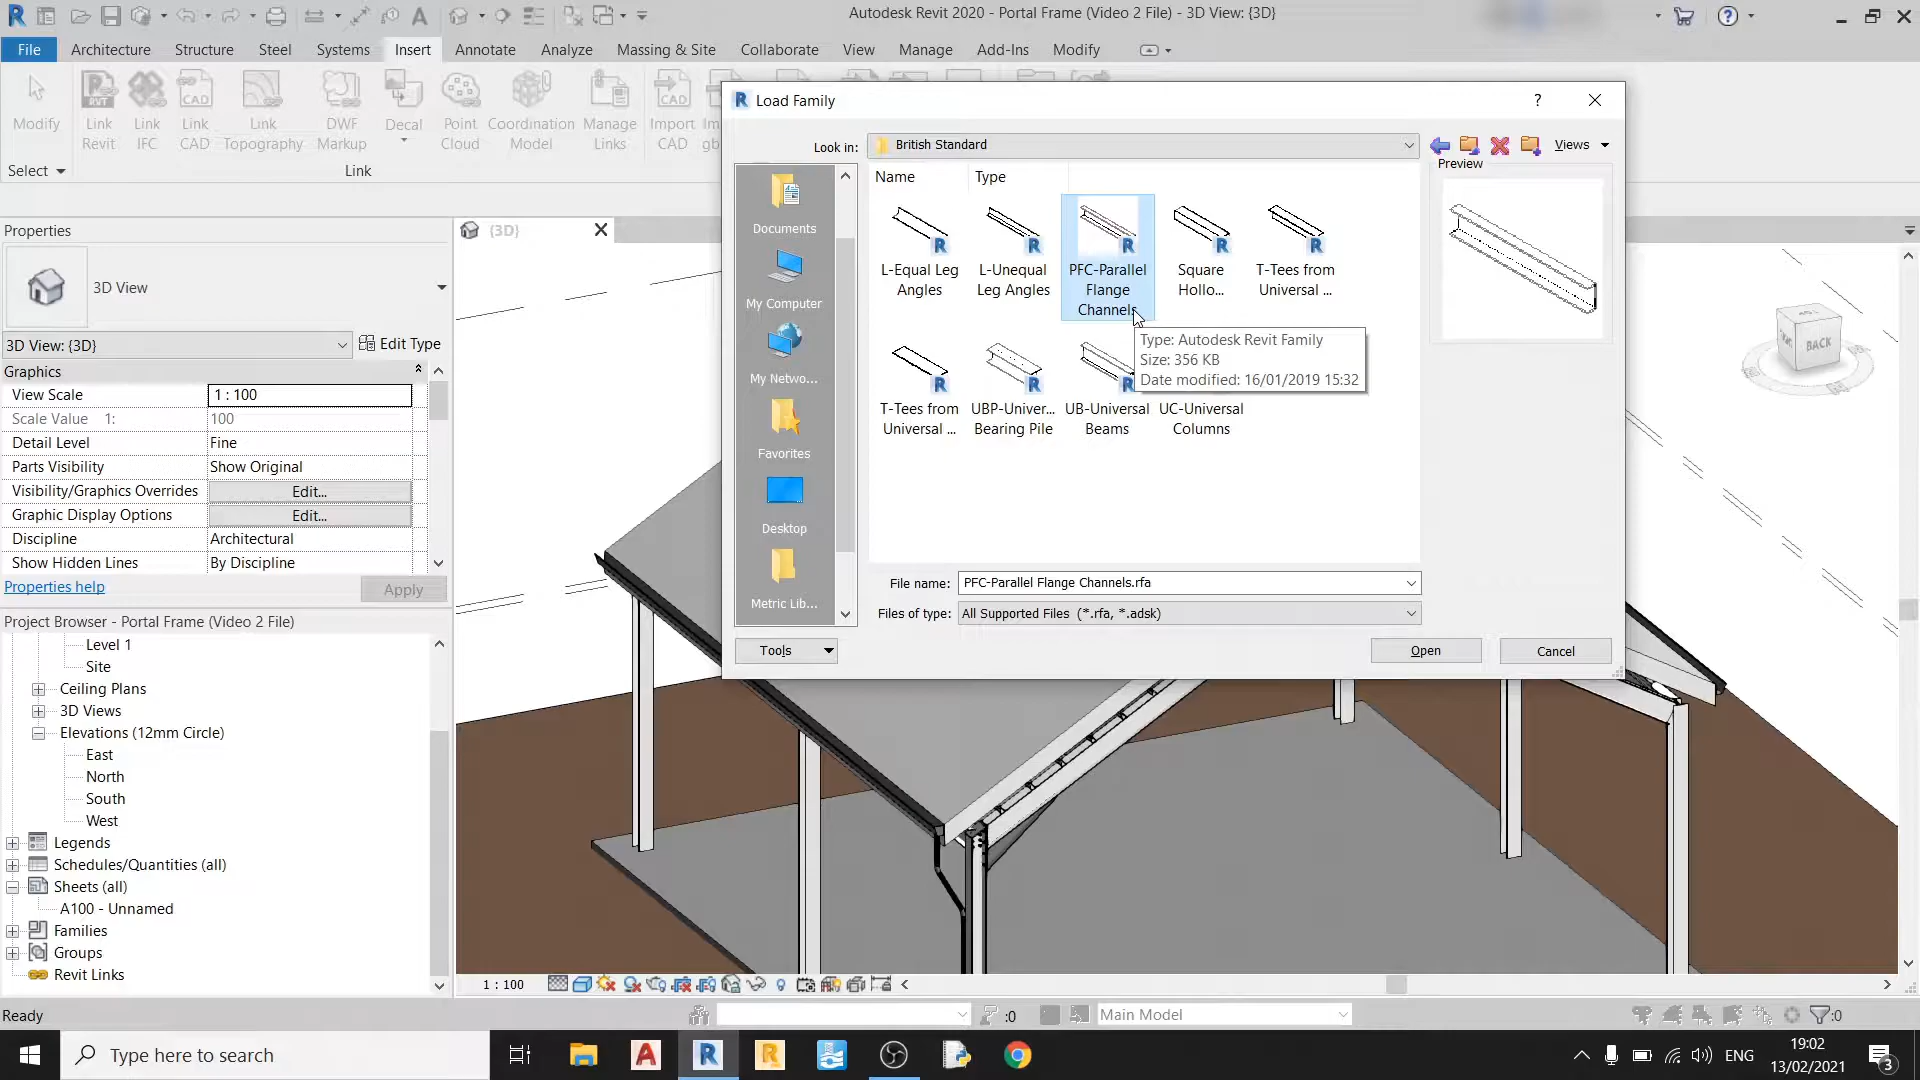 Autodesk Revit 2020 - Portal Frame (Video 2 File) - 3D View: {3D}
File Architecture Structure Steel Systems Insert Annotate Analyze Massing & Site Collaborate View Manage Add-Ins Modify
Modify
Link Revit
Link IFC
Link CAD
Link Topography
DWF Markup
Decal
Point Cloud
Coordination Model
Manage Links
Import CAD
Select
Link
Load Family
Look in: British Standard
Views
Preview
Name Type
Documents
My Computer
My Netwo...
Favorites
Desktop
Metric Lib...
L-Equal Leg Angles
L-Unequal Leg Angles
PFC-Parallel Flange Channels
Square Hollo...
T-Tees from Universal ...
T-Tees from Universal ...
UBP-Univer... Bearing Pile
UB-Universal Beams
UC-Universal Columns
Type: Autodesk Revit Family
Size: 356 KB
Date modified: 16/01/2019 15:32
File name: PFC-Parallel Flange Channels.rfa
Files of type: All Supported Files (*.rfa, *.adsk)
Tools Open Cancel
Properties
{3D}
3D View
3D View: {3D} Edit Type
Graphics
View Scale 1 : 100
Scale Value 1: 100
Detail Level Fine
Parts Visibility Show Original
Visibility/Graphics Overrides Edit...
Graphic Display Options Edit...
Discipline Architectural
Show Hidden Lines By Discipline
Properties help Apply
Project Browser - Portal Frame (Video 2 File)
Level 1
Site
Ceiling Plans
3D Views
Elevations (12mm Circle)
East
North
South
West
Legends
Schedules/Quantities (all)
Sheets (all)
A100 - Unnamed
Families
Groups
Revit Links
BACK
1 : 100
Ready
:0
Main Model
:0
Type here to search
ENG
19:02
13/02/2021
3